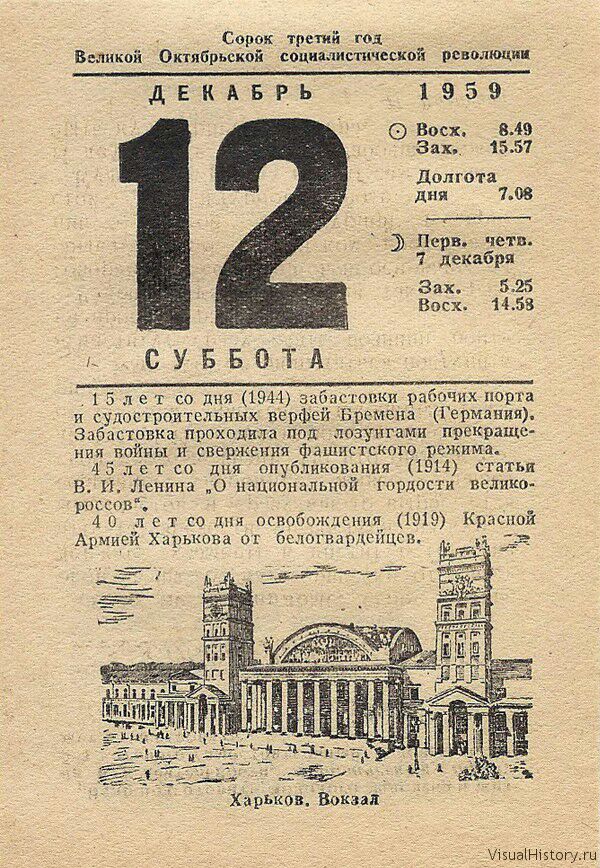 Сорок третий год
Великой Октябрьской социалистической революции
ДЕКАБРЬ 1959
12
СУББОТА
Восх. 8.49
Зах. 15.57
Долгота
дня 7.08
Перв. четв.
7 декабря
Зах. 5.25
Восх. 14.58
15 лет со дня (1944) забастовки рабочих порта
и судостроительных верфей Бремена (Германия).
Забастовка проходила под лозунгами прекраще-
ния войны и свержения фашистского режима.
45 лет со дня опубликования (1914) статьи
В. И. Ленина „О национальной гордости велико-
россов“.
40 лет со дня освобождения (1919) Красной
Армией Харькова от белогвардейцев.
Харьков. Вокзал
VisualHistory.ru